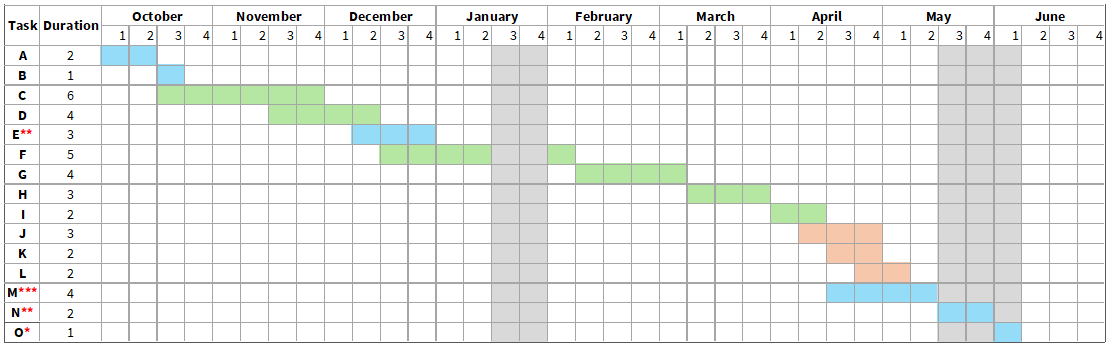 Task Duration October November December January February March April May June
1 2 3 4 1 2 3 4 1 2 3 4 1 2 3 4 1 2 3 4 1 2 3 4 1 2 3 4 1 2 3 4 1 2 3 4
A 2
B 1
C 6
D 4
E** 3
F 5
G 4
H 3
I 2
J 3
K 2
L 2
M*** 4
N** 2
O* 1